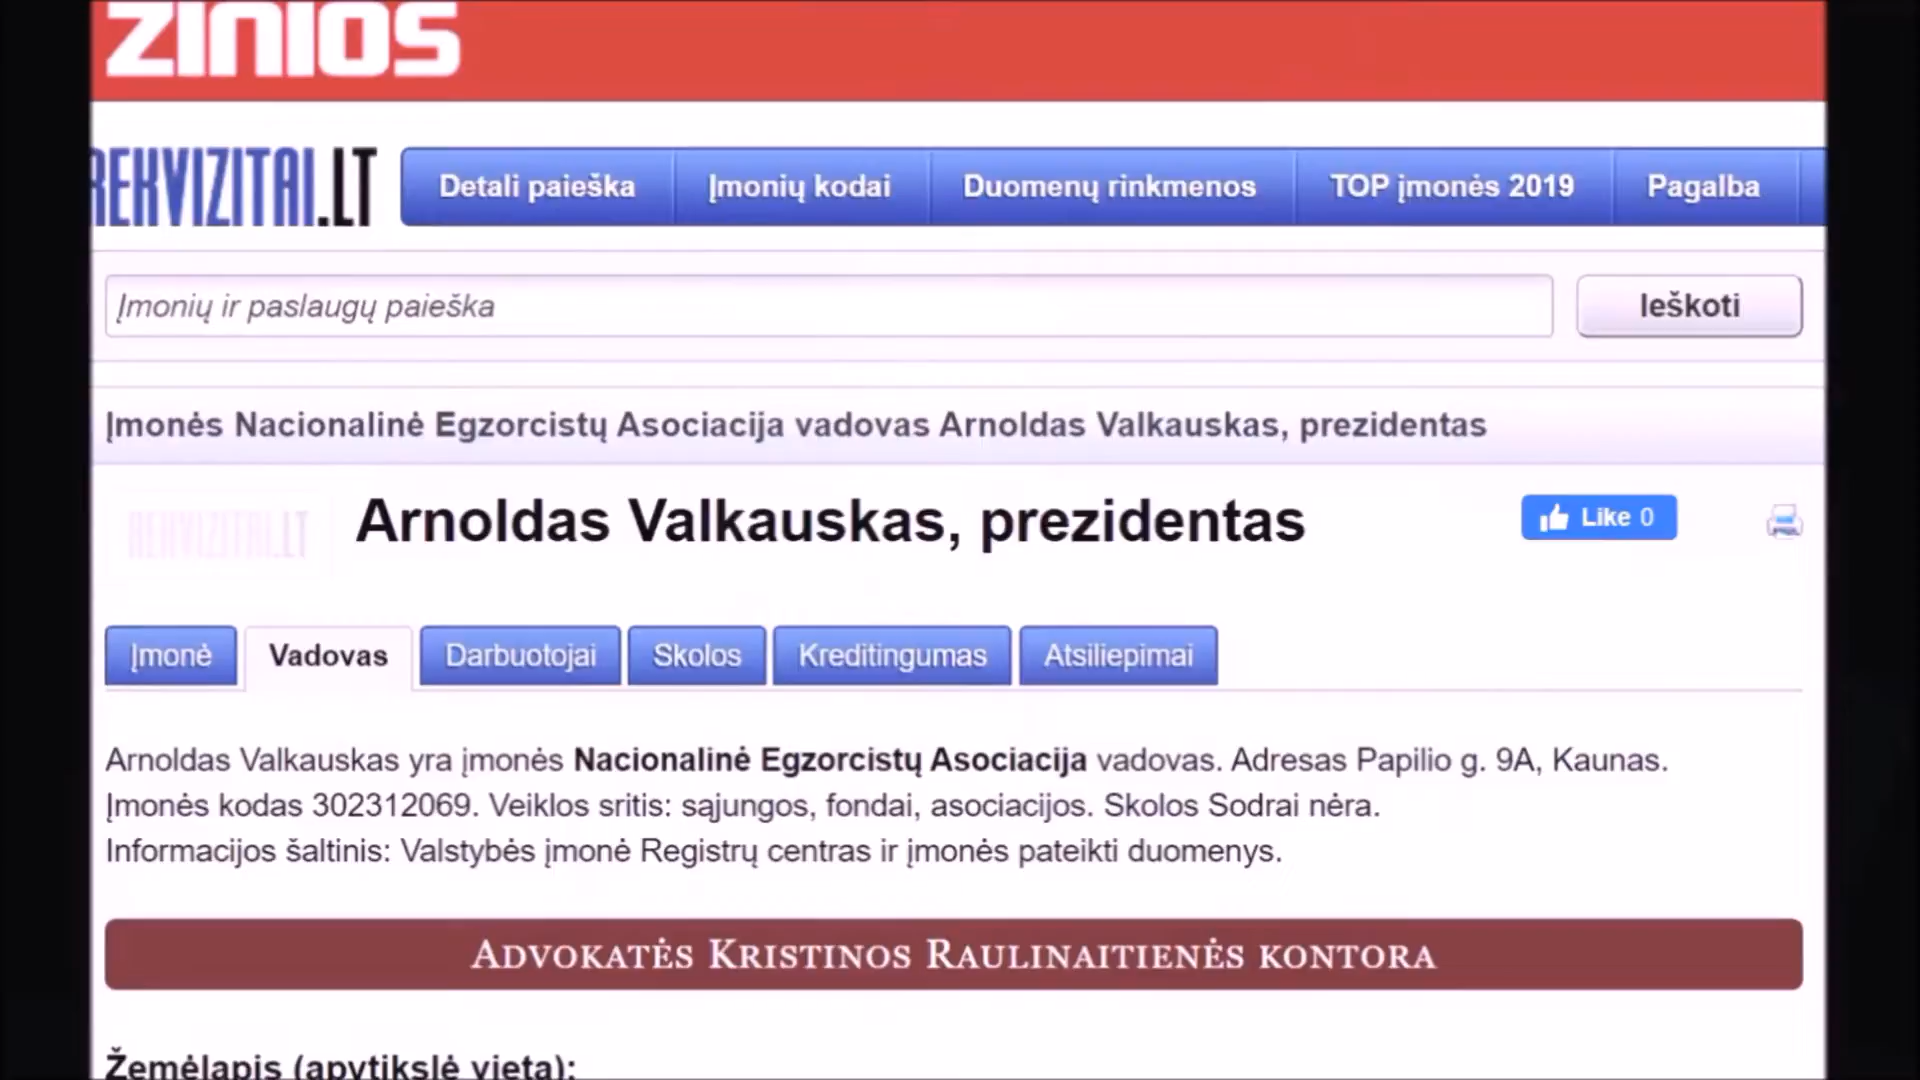 ZINIOS
REKVIZITAI.LT
Detali paieška
Įmonių kodai
Duomenų rinkmenos
TOP įmonės 2019
Pagalba
Įmonių ir paslaugų paieška
Ieškoti
Įmonės Nacionalinė Egzorcistų Asociacija vadovas Arnoldas Valkauskas, prezidentas
REKVIZITAI.LT
Arnoldas Valkauskas, prezidentas
Like 0
Įmonė
Vadovas
Darbuotojai
Skolos
Kreditingumas
Atsiliepimai
Arnoldas Valkauskas yra įmonės Nacionalinė Egzorcistų Asociacija vadovas. Adresas Papilio g. 9A, Kaunas.
Įmonės kodas 302312069. Veiklos sritis: sąjungos, fondai, asociacijos. Skolos Sodrai nėra.
Informacijos šaltinis: Valstybės įmonė Registrų centras ir įmonės pateikti duomenys.
Advokatės Kristinos Raulinaitienės kontora
Žemėlapis (apytikslė vieta):